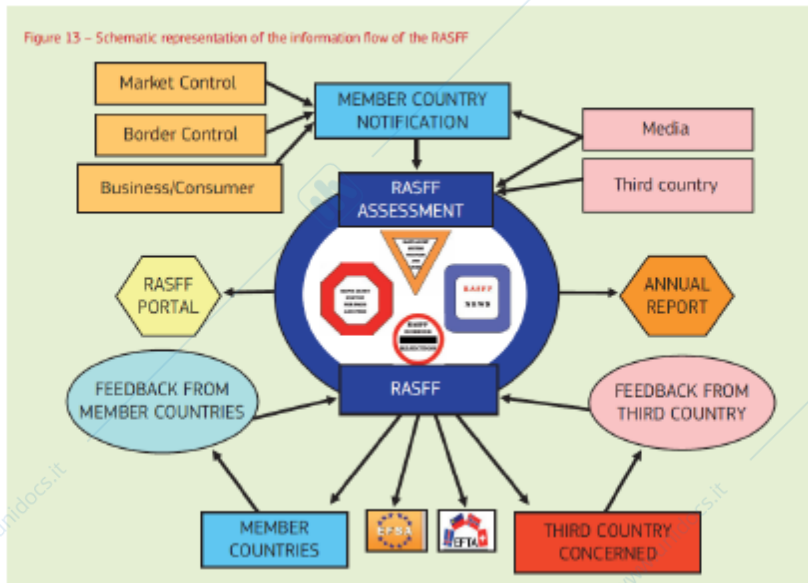 Figure 13 – Schematic representation of the information flow of the RASFF
Market Control
MEMBER COUNTRY
NOTIFICATION
Border Control
Media
Business/Consumer
RASFF
ASSESSMENT
Third country
RASFF
PORTAL
RASFF
NEWS
ANNUAL
REPORT
RASFF
FEEDBACK FROM
MEMBER COUNTRIES
RASFF
FEEDBACK FROM
THIRD COUNTRY
MEMBER
COUNTRIES
EFSA
EFTA
THIRD COUNTRY
CONCERNED